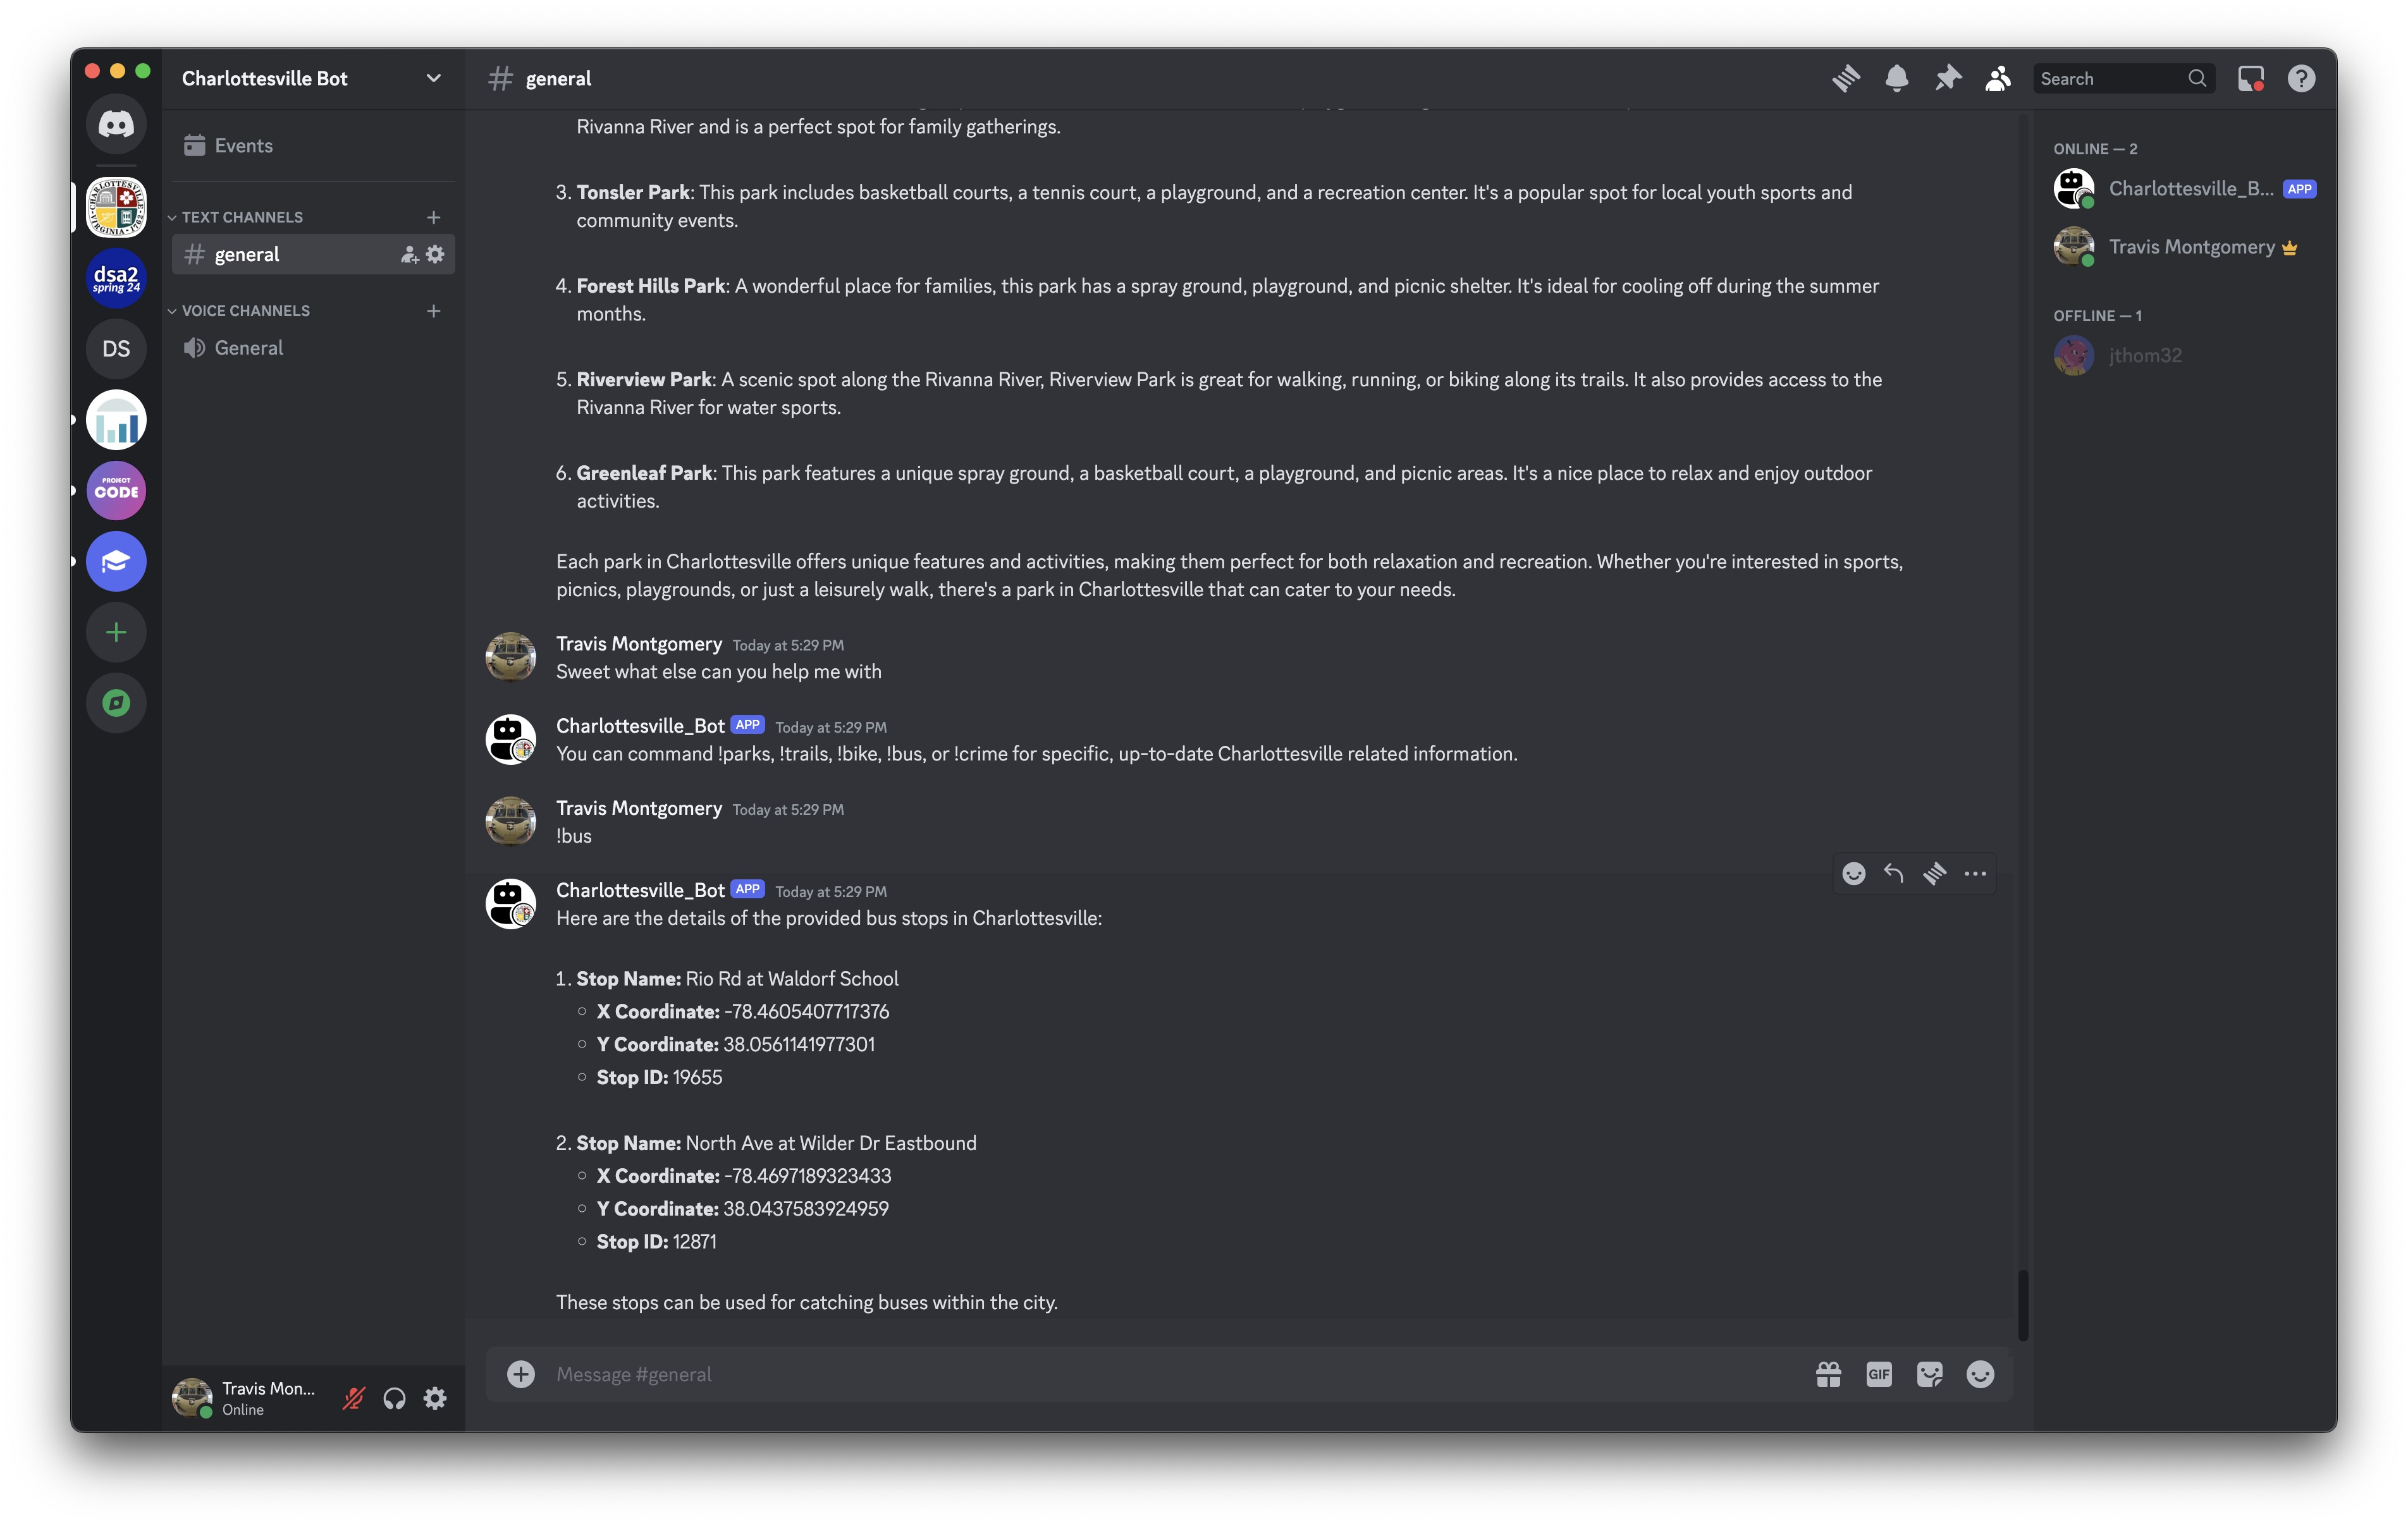 Charlottesville Bot
Events
TEXT CHANNELS
general
VOICE CHANNELS
General
dsa2
spring 24
DS
PROJECT
CODE
Travis Mon...
Online
general
Search
Rivanna River and is a perfect spot for family gatherings.
3. Tonsler Park: This park includes basketball courts, a tennis court, a playground, and a recreation center. It's a popular spot for local youth sports and
community events.
4. Forest Hills Park: A wonderful place for families, this park has a spray ground, playground, and picnic shelter. It's ideal for cooling off during the summer
months.
5. Riverview Park: A scenic spot along the Rivanna River, Riverview Park is great for walking, running, or biking along its trails. It also provides access to the
Rivanna River for water sports.
6. Greenleaf Park: This park features a unique spray ground, a basketball court, a playground, and picnic areas. It's a nice place to relax and enjoy outdoor
activities.
Each park in Charlottesville offers unique features and activities, making them perfect for both relaxation and recreation. Whether you're interested in sports,
picnics, playgrounds, or just a leisurely walk, there's a park in Charlottesville that can cater to your needs.
Travis Montgomery Today at 5:29 PM
Sweet what else can you help me with
Charlottesville_Bot APP Today at 5:29 PM
You can command !parks, !trails, !bike, !bus, or !crime for specific, up-to-date Charlottesville related information.
Travis Montgomery Today at 5:29 PM
!bus
Charlottesville_Bot APP Today at 5:29 PM
Here are the details of the provided bus stops in Charlottesville:
1. Stop Name: Rio Rd at Waldorf School
X Coordinate: -78.4605407717376
Y Coordinate: 38.0561141977301
Stop ID: 19655
2. Stop Name: North Ave at Wilder Dr Eastbound
X Coordinate: -78.4697189323433
Y Coordinate: 38.0437583924959
Stop ID: 12871
These stops can be used for catching buses within the city.
Message #general
GIF
ONLINE — 2
Charlottesville_B... APP
Travis Montgomery
OFFLINE — 1
jthom32